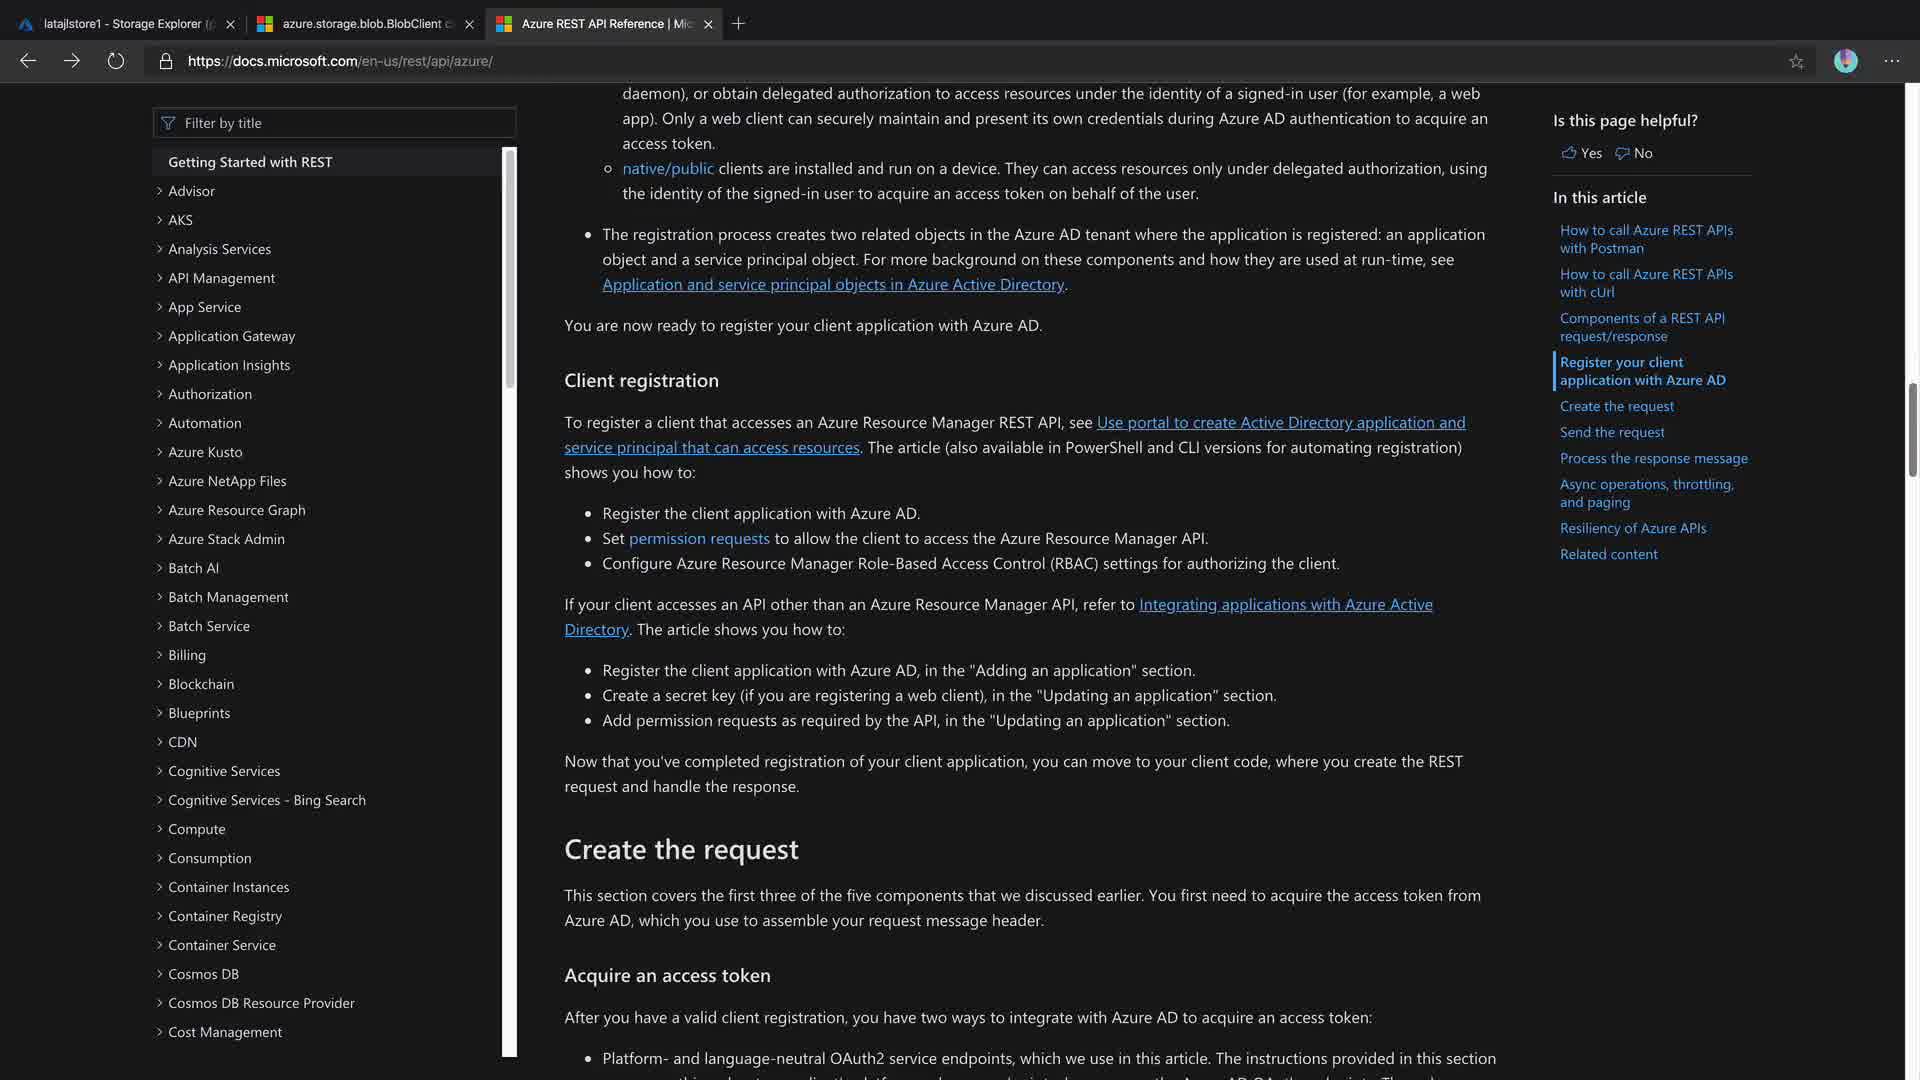 latajlstore1 - Storage Explorer
azure.storage.blob.BlobClient
Azure REST API Reference |
https://docs.microsoft.com/en-us/rest/api/azure/
Filter by title
Getting Started with REST
Advisor
AKS
Analysis Services
API Management
App Service
Application Gateway
Application Insights
Authorization
Automation
Azure Kusto
Azure NetApp Files
Azure Resource Graph
Azure Stack Admin
Batch AI
Batch Management
Batch Service
Billing
Blockchain
Blueprints
CDN
Cognitive Services
Cognitive Services - Bing Search
Compute
Consumption
Container Instances
Container Registry
Container Service
Cosmos DB
Cosmos DB Resource Provider
Cost Management
daemon), or obtain delegated authorization to access resources under the identity of a signed-in user (for example, a web
app). Only a web client can securely maintain and present its own credentials during Azure AD authentication to acquire an
access token.
native/public clients are installed and run on a device. They can access resources only under delegated authorization, using
the identity of the signed-in user to acquire an access token on behalf of the user.
The registration process creates two related objects in the Azure AD tenant where the application is registered: an application
object and a service principal object. For more background on these components and how they are used at run-time, see
Application and service principal objects in Azure Active Directory.
You are now ready to register your client application with Azure AD.
Client registration
To register a client that accesses an Azure Resource Manager REST API, see Use portal to create Active Directory application and
service principal that can access resources. The article (also available in PowerShell and CLI versions for automating registration)
shows you how to:
Register the client application with Azure AD.
Set permission requests to allow the client to access the Azure Resource Manager API.
Configure Azure Resource Manager Role-Based Access Control (RBAC) settings for authorizing the client.
If your client accesses an API other than an Azure Resource Manager API, refer to Integrating applications with Azure Active
Directory. The article shows you how to:
Register the client application with Azure AD, in the "Adding an application" section.
Create a secret key (if you are registering a web client), in the "Updating an application" section.
Add permission requests as required by the API, in the "Updating an application" section.
Now that you've completed registration of your client application, you can move to your client code, where you create the REST
request and handle the response.
Create the request
This section covers the first three of the five components that we discussed earlier. You first need to acquire the access token from
Azure AD, which you use to assemble your request message header.
Acquire an access token
After you have a valid client registration, you have two ways to integrate with Azure AD to acquire an access token:
Platform- and language-neutral OAuth2 service endpoints, which we use in this article. The instructions provided in this section
Is this page helpful?
Yes No
In this article
How to call Azure REST APIs
with Postman
How to call Azure REST APIs
with cUrl
Components of a REST API
request/response
Register your client
application with Azure AD
Create the request
Send the request
Process the response message
Async operations, throttling,
and paging
Resiliency of Azure APIs
Related content